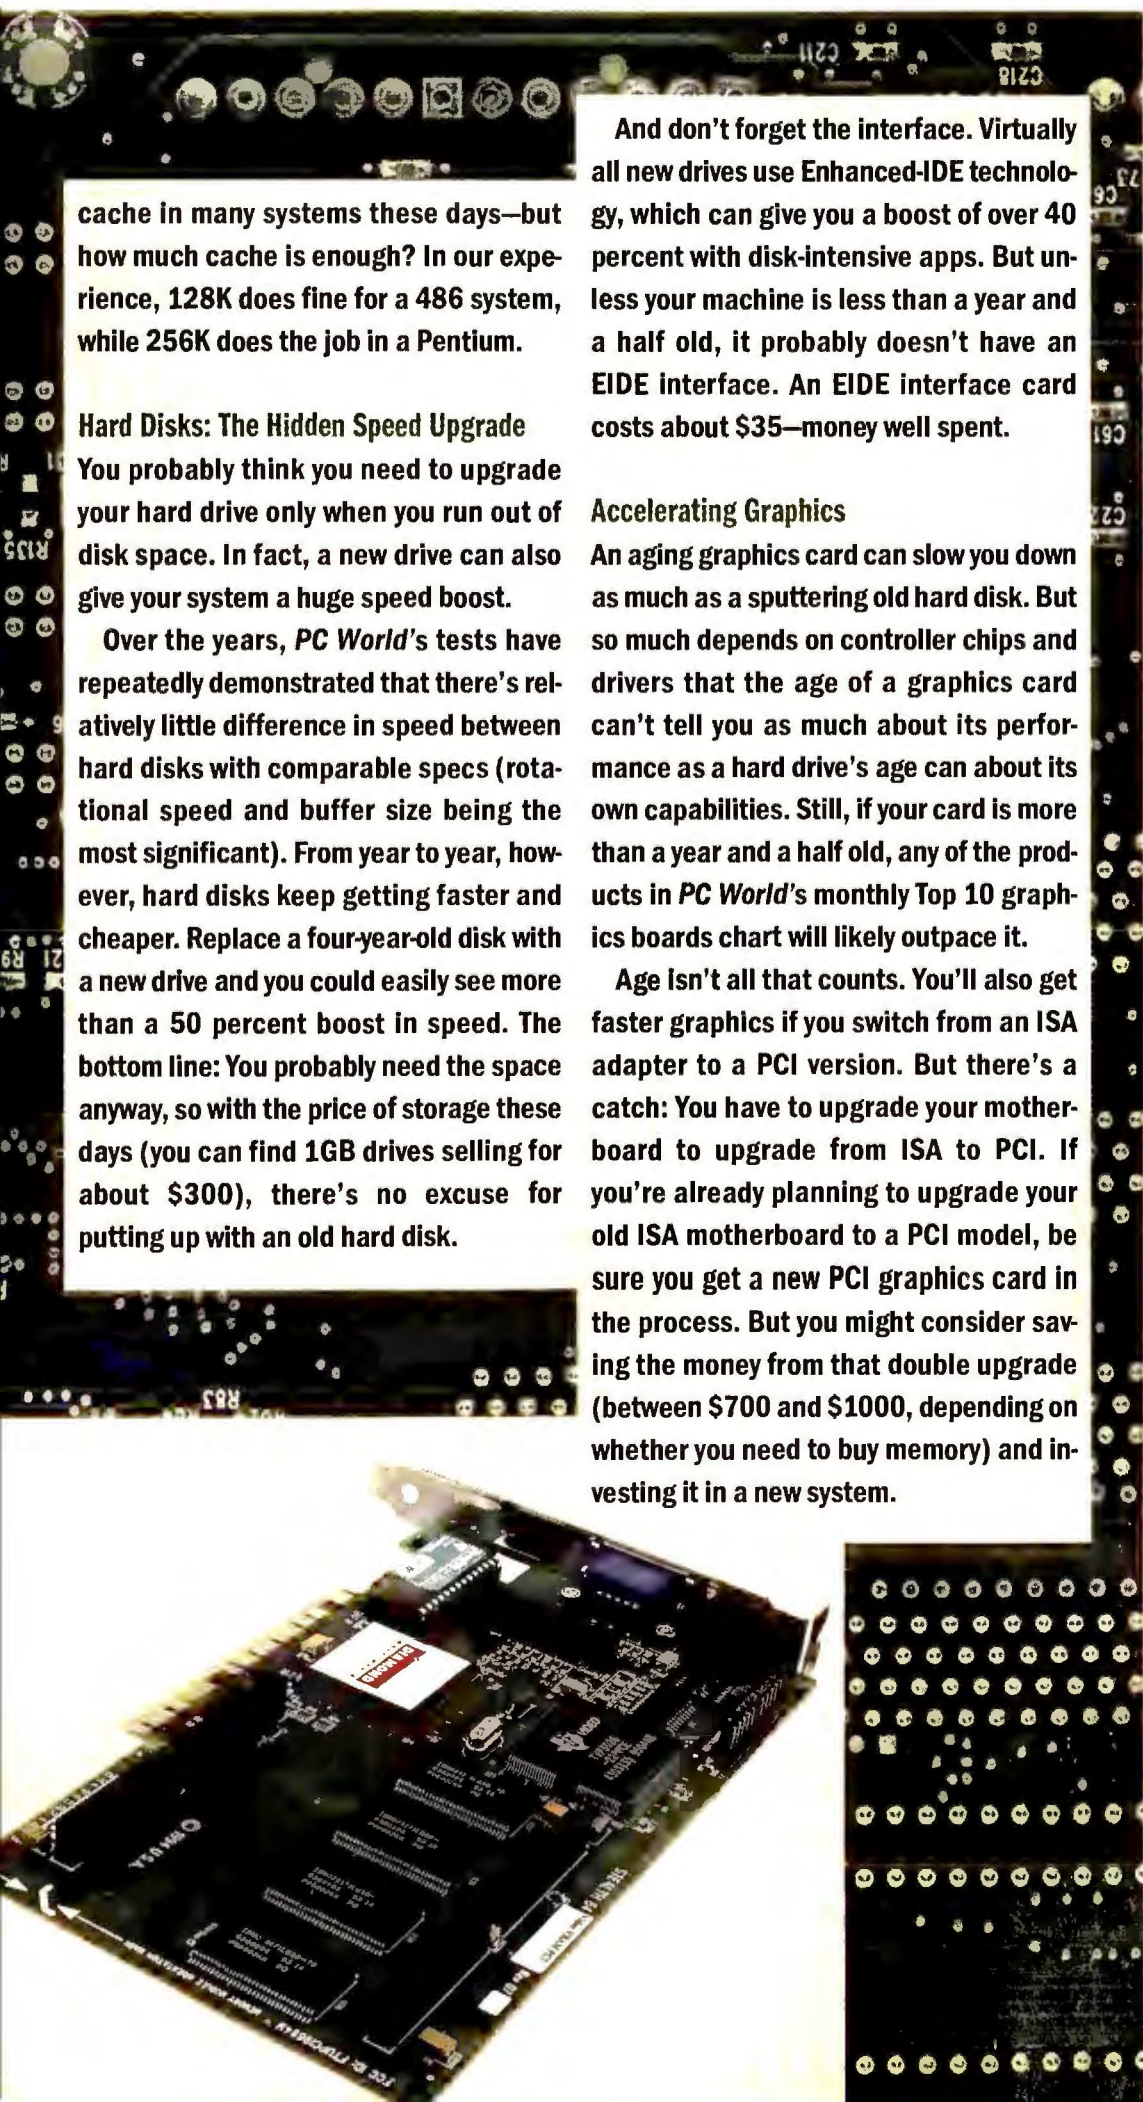 C211
C218
cache in many systems these days—but
how much cache is enough? In our expe-
rience, 128K does fine for a 486 system,
while 256K does the job in a Pentium.
Hard Disks: The Hidden Speed Upgrade
You probably think you need to upgrade
your hard drive only when you run out of
disk space. In fact, a new drive can also
give your system a huge speed boost.
Over the years, PC World's tests have
repeatedly demonstrated that there's rel-
atively little difference in speed between
hard disks with comparable specs (rota-
tional speed and buffer size being the
most significant). From year to year, how-
ever, hard disks keep getting faster and
cheaper. Replace a four-year-old disk with
a new drive and you could easily see more
than a 50 percent boost in speed. The
bottom line: You probably need the space
anyway, so with the price of storage these
days (you can find 1GB drives selling for
about $300), there's no excuse for
putting up with an old hard disk.
And don't forget the interface. Virtually
all new drives use Enhanced-IDE technolo-
gy, which can give you a boost of over 40
percent with disk-intensive apps. But un-
less your machine is less than a year and
a half old, it probably doesn't have an
EIDE interface. An EIDE interface card
costs about $35—money well spent.
Accelerating Graphics
An aging graphics card can slow you down
as much as a sputtering old hard disk. But
so much depends on controller chips and
drivers that the age of a graphics card
can't tell you as much about its perfor-
mance as a hard drive's age can about its
own capabilities. Still, if your card is more
than a year and a half old, any of the prod-
ucts in PC World's monthly Top 10 graph-
ics boards chart will likely outpace it.
Age isn't all that counts. You'll also get
faster graphics if you switch from an ISA
adapter to a PCI version. But there's a
catch: You have to upgrade your mother-
board to upgrade from ISA to PCI. If
you're already planning to upgrade your
old ISA motherboard to a PCI model, be
sure you get a new PCI graphics card in
the process. But you might consider sav-
ing the money from that double upgrade
(between $700 and $1000, depending on
whether you need to buy memory) and in-
vesting it in a new system.
R135
R83
DIAMOND